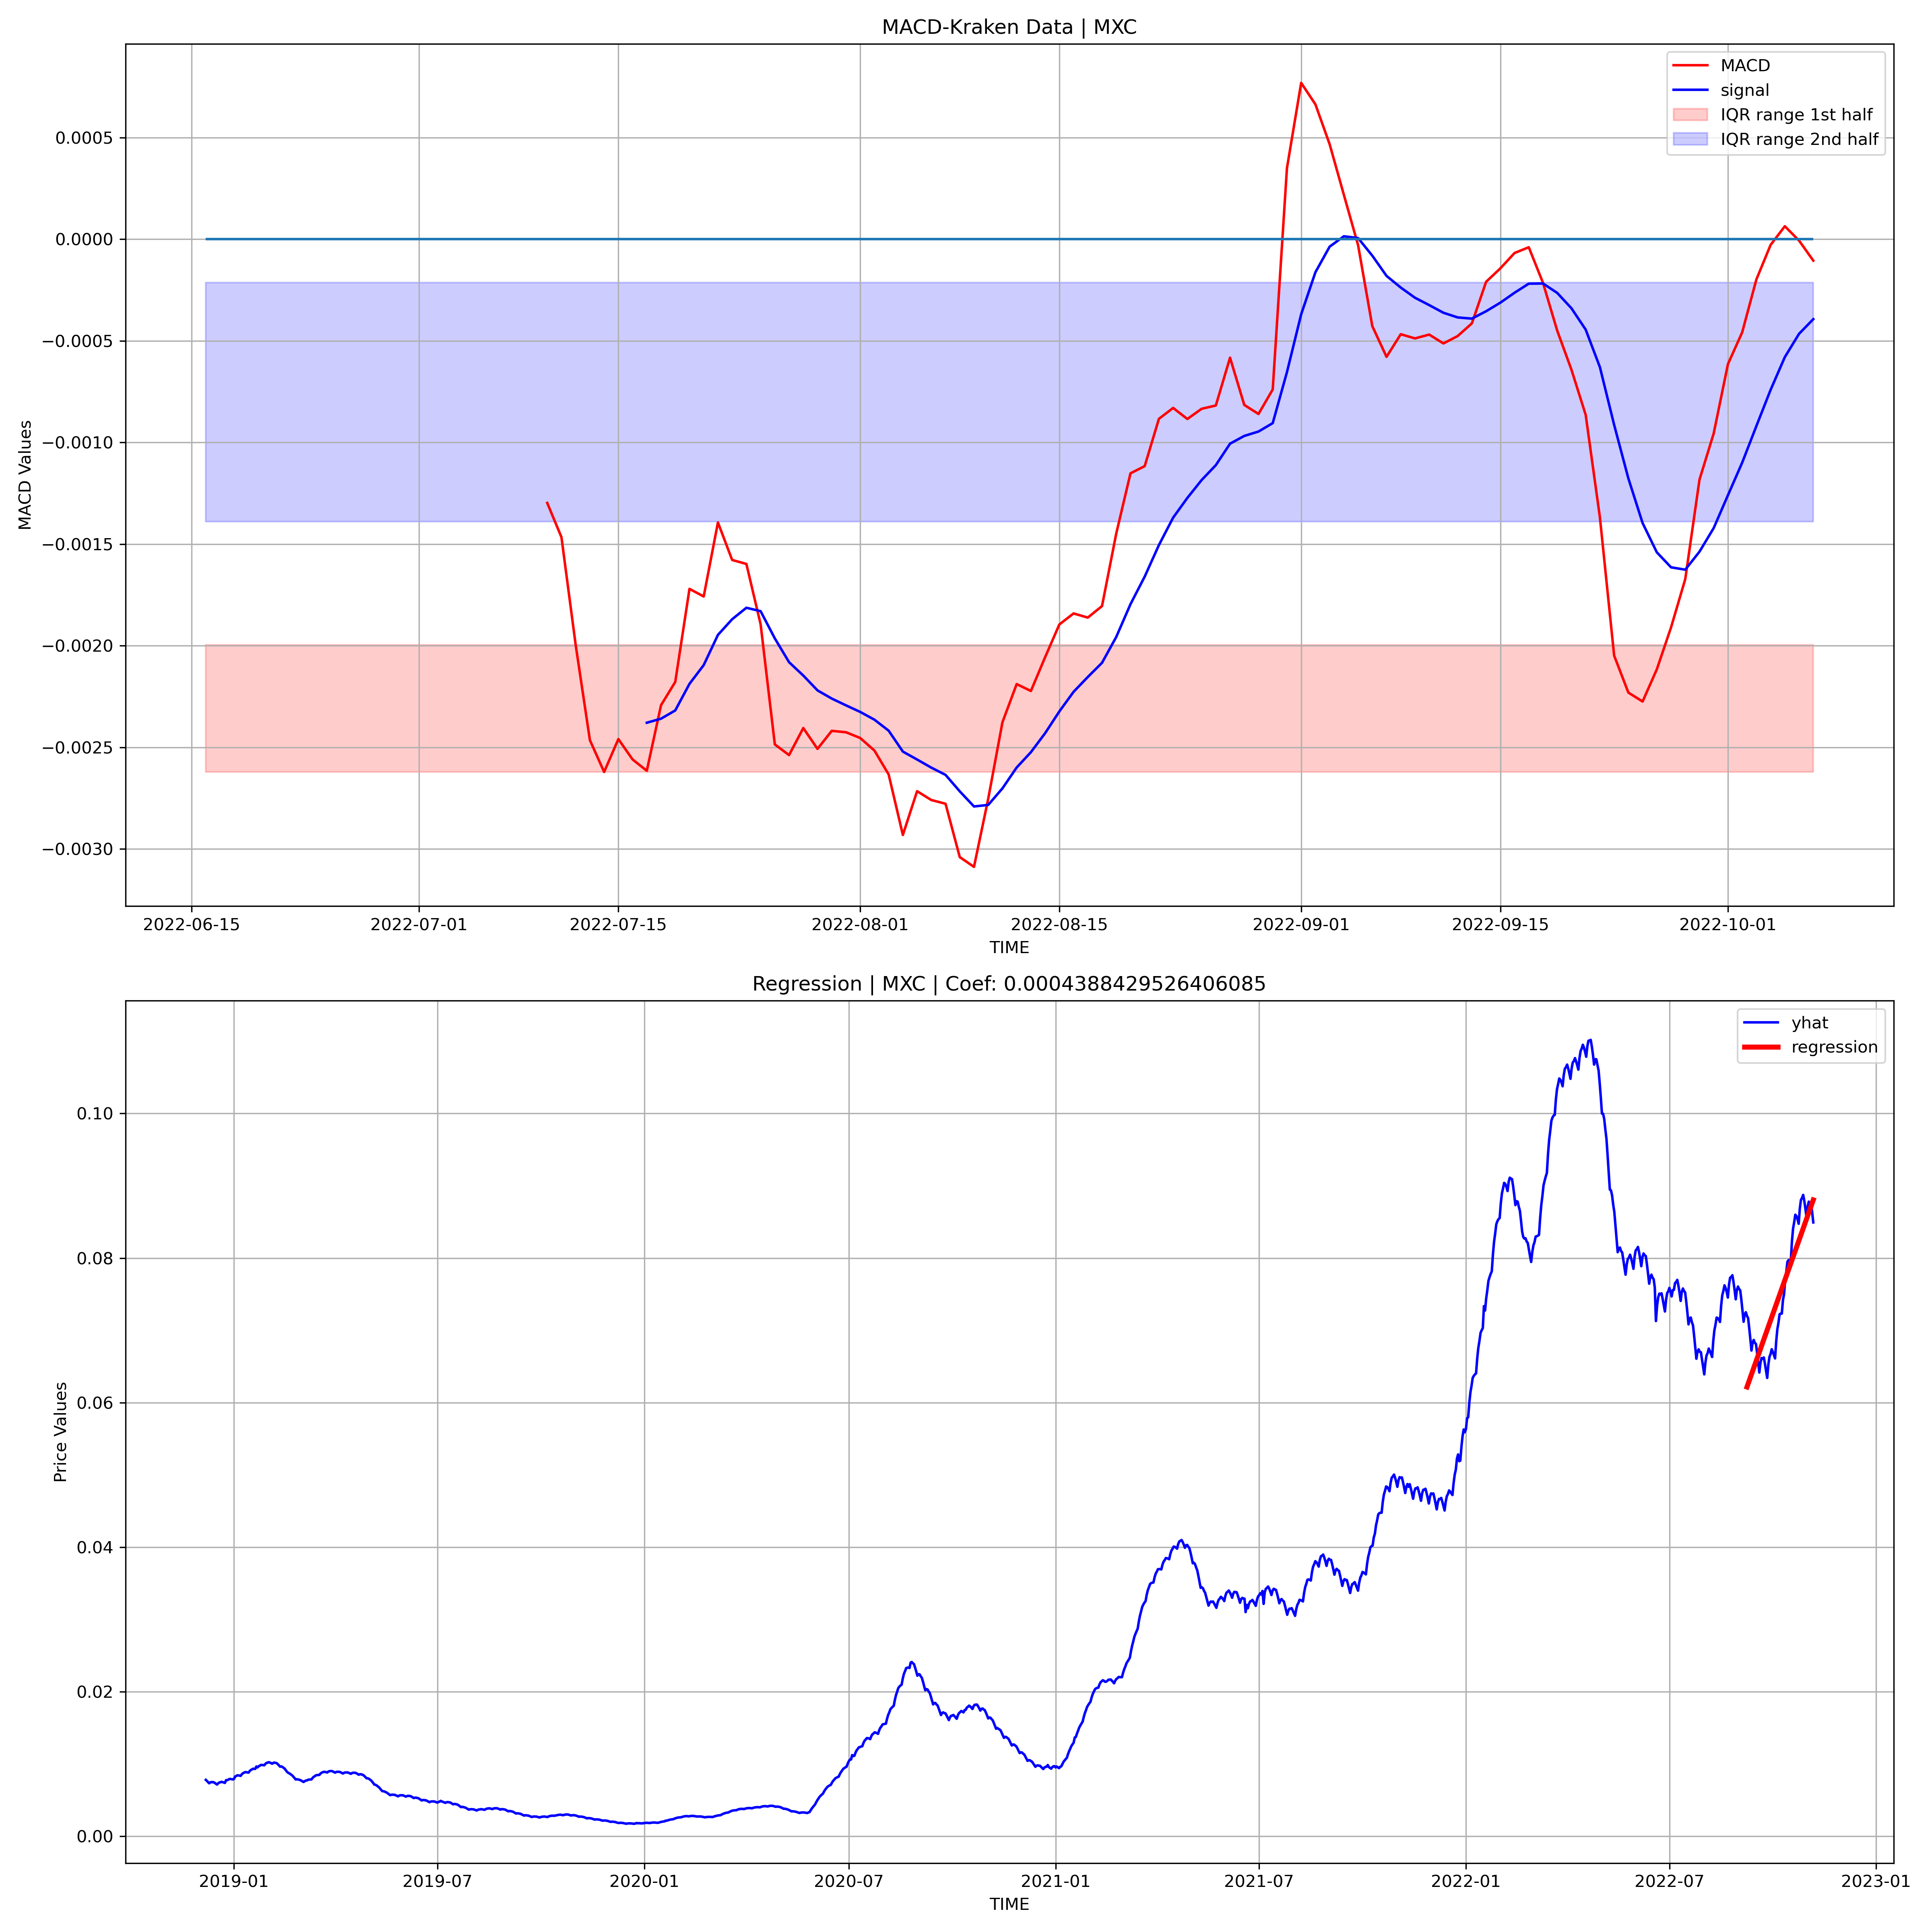 MACD-Kraken Data | MXC
MACD
signal
IQR range 1st half
IQR range 2nd half
MACD Values
0.0005
0.0000
−0.0005
−0.0010
−0.0015
−0.0020
−0.0025
−0.0030
2022-06-15 2022-07-01 2022-07-15 2022-08-01 2022-08-15 2022-09-01 2022-09-15 2022-10-01
TIME
Regression | MXC | Coef: 0.0004388429526406085
yhat
regression
Price Values
0.10
0.08
0.06
0.04
0.02
0.00
2019-01 2019-07 2020-01 2020-07 2021-01 2021-07 2022-01 2022-07 2023-01
TIME